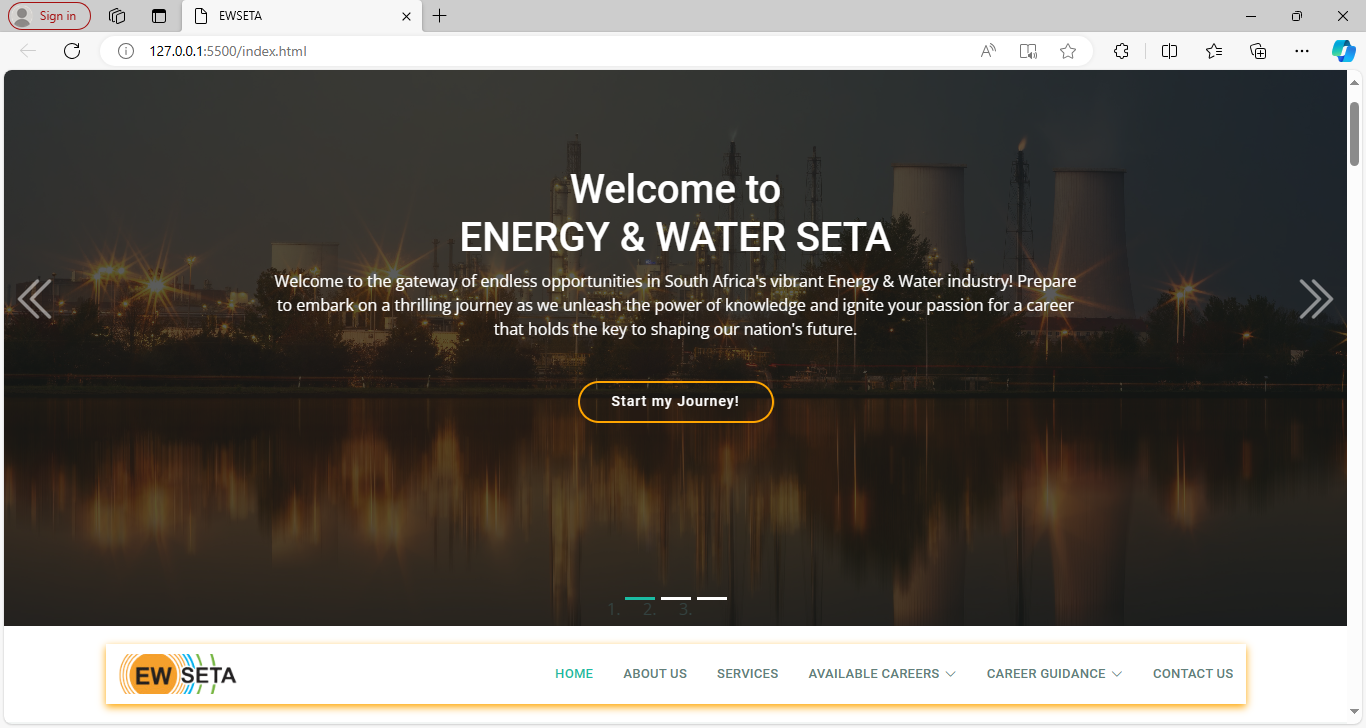 Sign in
EWSETA
127.0.0.1:5500/index.html
Welcome to
ENERGY & WATER SETA
Welcome to the gateway of endless opportunities in South Africa's vibrant Energy & Water industry! Prepare
to embark on a thrilling journey as we unleash the power of knowledge and ignite your passion for a career
that holds the key to shaping our nation's future.
Start my Journey!
1. 2. 3.
EWSETA HOME ABOUT US SERVICES AVAILABLE CAREERS CAREER GUIDANCE CONTACT US